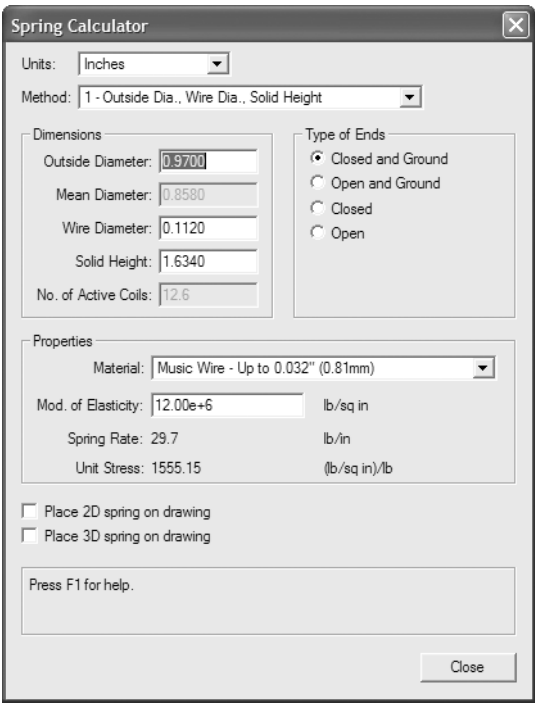 Spring Calculator
Units: Inches
Method: 1 - Outside Dia., Wire Dia., Solid Height
Dimensions
Outside Diameter: 0.9700
Mean Diameter: 0.8580
Wire Diameter: 0.1120
Solid Height: 1.6340
No. of Active Coils: 12.6
Type of Ends
Closed and Ground
Open and Ground
Closed
Open
Properties
Material: Music Wire - Up to 0.032" (0.81mm)
Mod. of Elasticity: 12.00e+6 lb/sq in
Spring Rate: 29.7 lb/in
Unit Stress: 1555.15 (lb/sq in)/lb
Place 2D spring on drawing
Place 3D spring on drawing
Press F1 for help.
Close